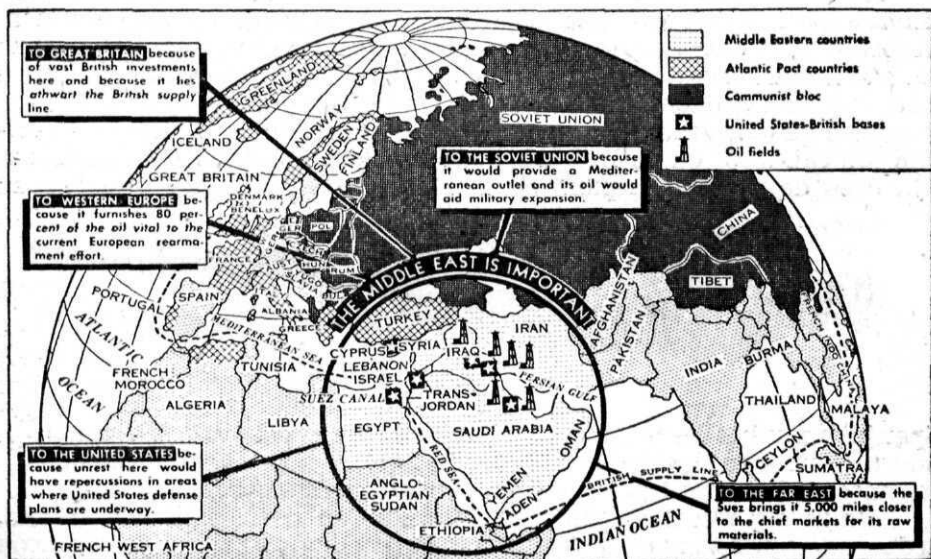 TO GREAT BRITAIN because
of vast British investments
here and because it lies
athwart the British supply
line.
TO WESTERN EUROPE be-
cause it furnishes 80 per-
cent of the oil vital to the
current European rearma-
ment effort.
TO THE UNITED STATES be-
cause unrest here would
have repercussions in areas
where United States defense
plans are underway.
TO THE SOVIET UNION because
it would provide a Mediter-
ranean outlet and its oil would
aid military expansion.
TO THE FAR EAST because the
Suez brings it 5,000 miles closer
to the chief markets for its raw
materials.
Middle Eastern countries
Atlantic Pact countries
Communist bloc
United States-British bases
Oil fields
THE MIDDLE EAST IS IMPORTANT
GREENLAND
ICELAND
NORWAY
SWEDEN
FINLAND
SOVIET UNION
GREAT BRITAIN
DENMARK
BENELUX
GER
POL
FRANCE
HUN
RUM
BUL
ALBANIA
GREECE
PORTUGAL
SPAIN
ATLANTIC
OCEAN
MEDITERRANEAN SEA
TURKEY
CYPRUS
SYRIA
LEBANON
ISRAEL
IRAQ
IRAN
AFGHANISTAN
PAKISTAN
CHINA
TIBET
INDIA
BURMA
FRENCH
INDO CHINA
THAILAND
MALAYA
CEYLON
SUMATRA
FRENCH
MOROCCO
TUNISIA
ALGERIA
LIBYA
SUEZ CANAL
TRANS-
JORDAN
PERSIAN GULF
EGYPT
SAUDI ARABIA
OMAN
RED SEA
YEMEN
ADEN
ANGLO-
EGYPTIAN
SUDAN
ETHIOPIA
BRITISH SUPPLY LINE
INDIAN OCEAN
FRENCH WEST AFRICA